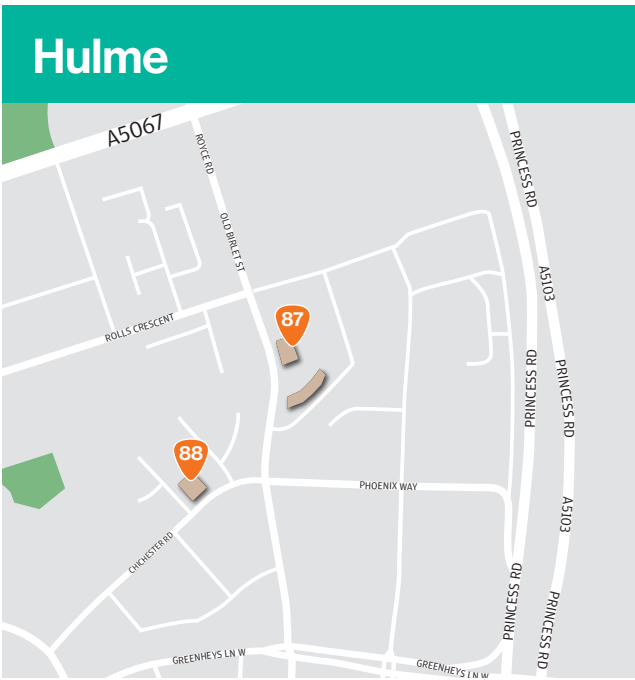 Hulme
A5067
ROYCE RD
PRINCESS RD
OLD BIRLET ST
A5103
87
ROLLS CRESCENT
PRINCESS RD
PRINCESS RD
88
PHOENIX WAY
A5103
CHICHESTER RD
PRINCESS RD
PRINCESS RD
GREENHEYS LN W
GREENHEYS LN W